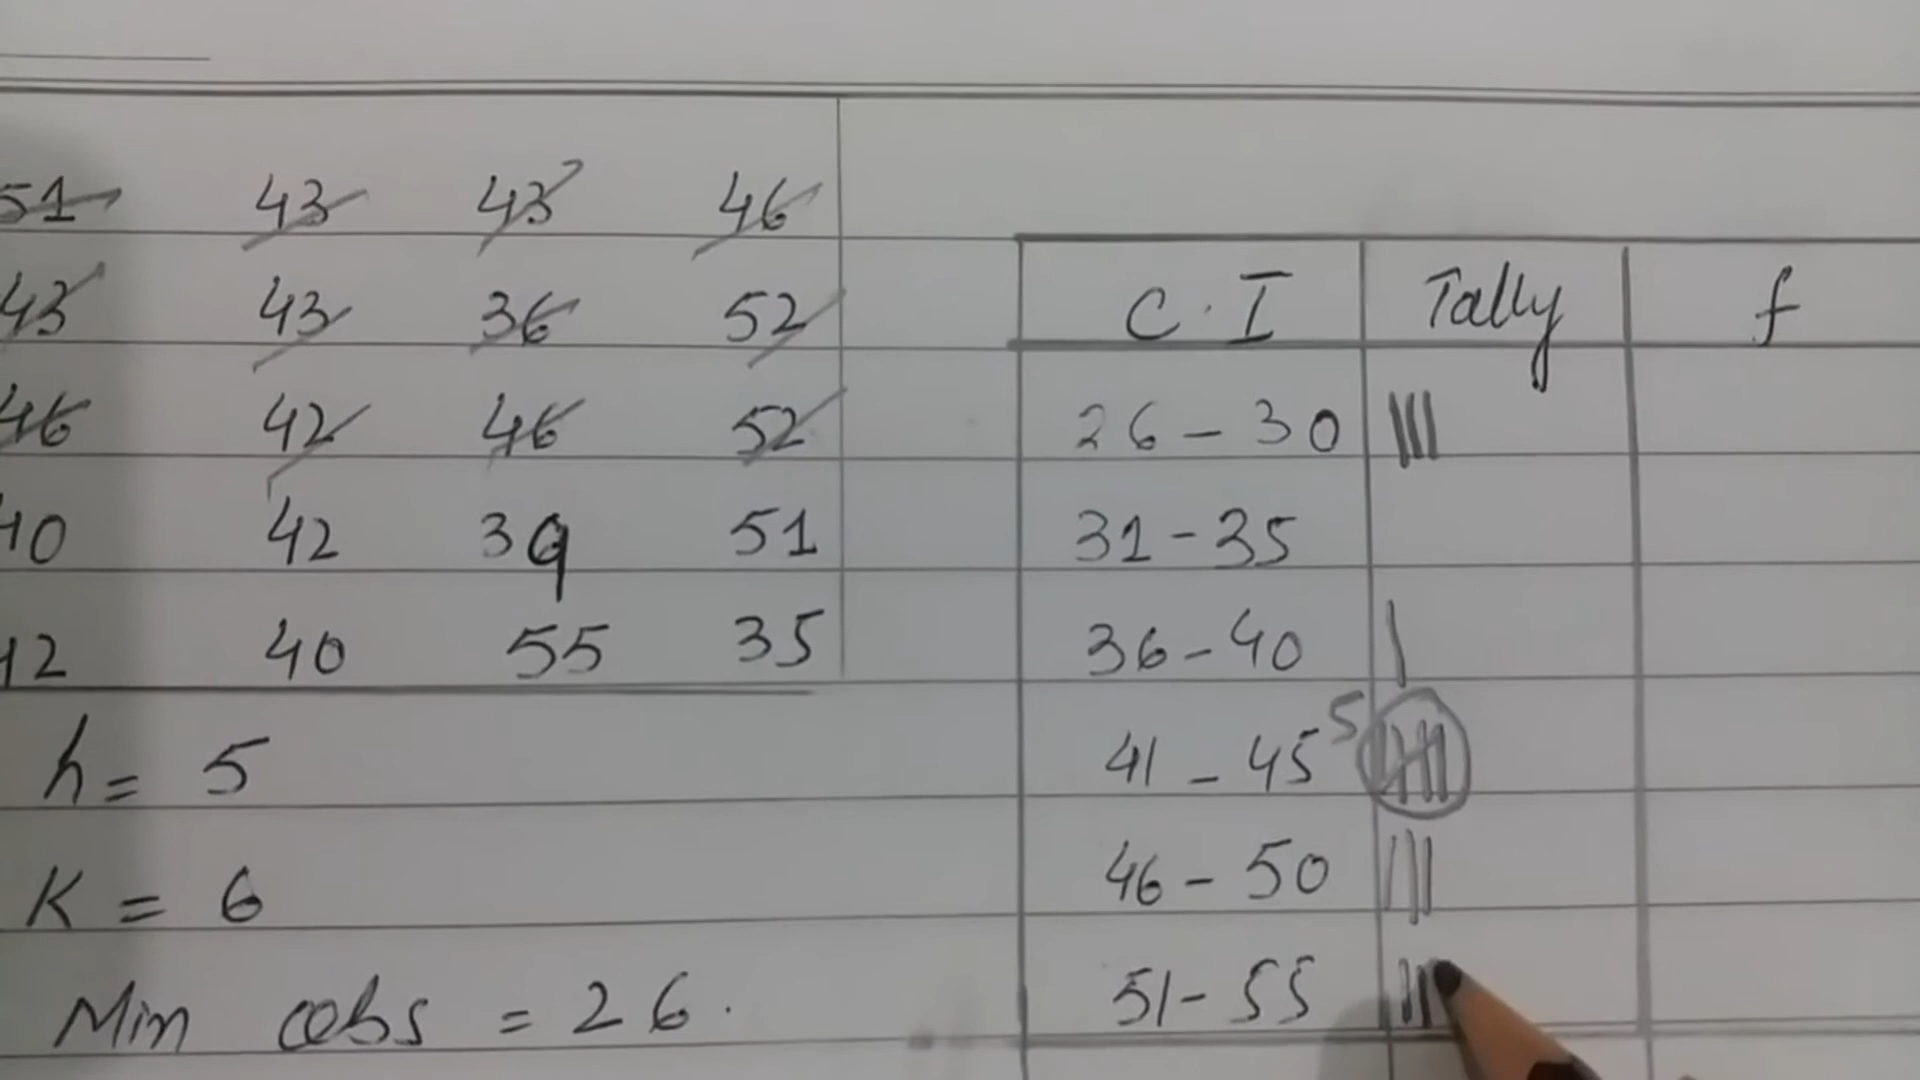 51 43 43 46
43 43 36 52
46 42 46 52
40 42 39 51
42 40 55 35
h = 5
K = 6
Min obs = 26.
C.I Tally f
26 - 30 |||
31 - 35
36 - 40 |
41 - 45 5 ||||
46 - 50 |||
51 - 55 |||